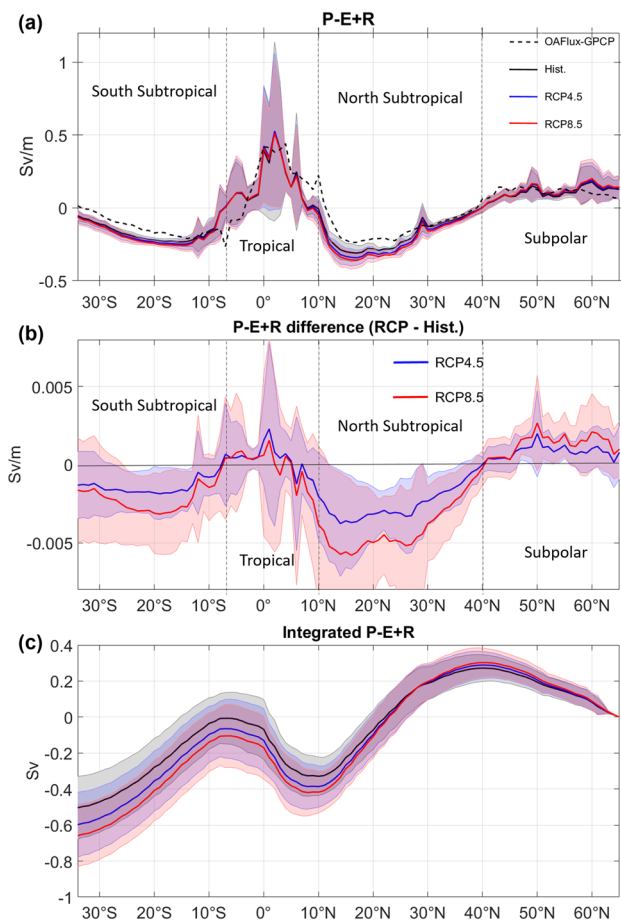 (a)
P-E+R
OAFlux-GPCP
Hist.
RCP4.5
RCP8.5
South Subtropical
North Subtropical
Tropical
Subpolar
Sv/m
1
0.5
0
-0.5
30°S 20°S 10°S 0° 10°N 20°N 30°N 40°N 50°N 60°N
(b)
P-E+R difference (RCP - Hist.)
RCP4.5
RCP8.5
South Subtropical
North Subtropical
Tropical
Subpolar
Sv/m
0.005
0
-0.005
30°S 20°S 10°S 0° 10°N 20°N 30°N 40°N 50°N 60°N
(c)
Integrated P-E+R
Sv
0.4
0.2
0
-0.2
-0.4
-0.6
-0.8
-1
30°S 20°S 10°S 0° 10°N 20°N 30°N 40°N 50°N 60°N